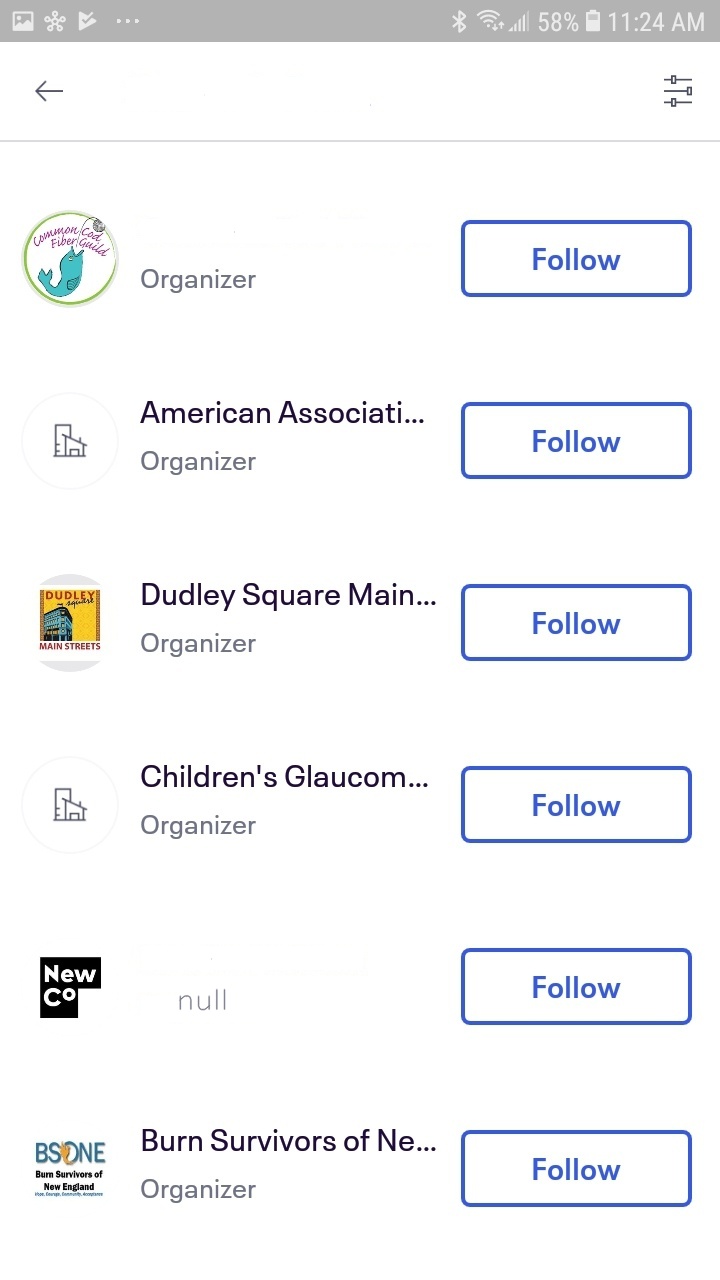 58% 11:24 AM
Common Cod
Fiber Guild
Organizer
Follow
American Associati...
Organizer
Follow
DUDLEY
square
MAIN STREETS
Dudley Square Main...
Organizer
Follow
Children's Glaucom...
Organizer
Follow
New
Co
null
Follow
BSONE
Burn Survivors of
New England
Hope, Courage, Community, Acceptance
Burn Survivors of Ne...
Organizer
Follow